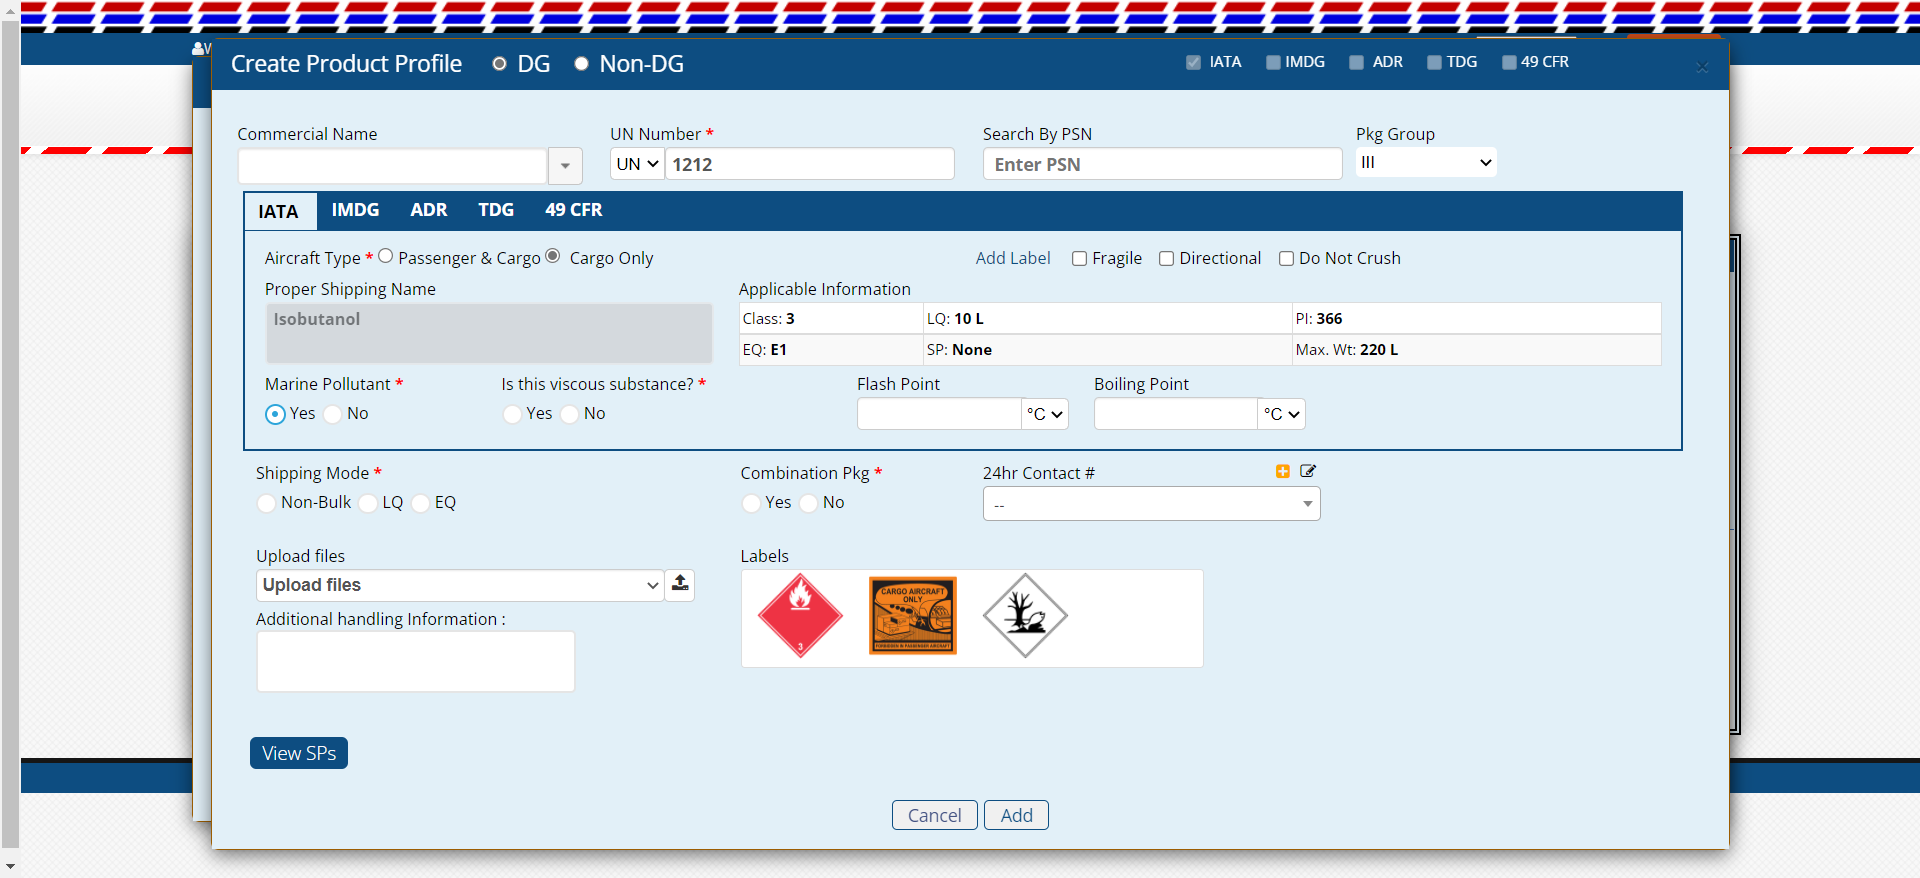 W
Create Product Profile DG Non-DG IATA IMDG ADR TDG 49 CFR ×
Commercial Name UN Number * Search By PSN Pkg Group
UN 1212 Enter PSN III
IATA IMDG ADR TDG 49 CFR
Aircraft Type * Passenger & Cargo Cargo Only Add Label Fragile Directional Do Not Crush
Proper Shipping Name Applicable Information
Isobutanol Class: 3 LQ: 10 L PI: 366
EQ: E1 SP: None Max. Wt: 220 L
Marine Pollutant * Is this viscous substance? * Flash Point Boiling Point
Yes No Yes No °C °C
Shipping Mode * Combination Pkg * 24hr Contact #
Non-Bulk LQ EQ Yes No --
Upload files Labels
Upload files
CARGO AIRCRAFT
ONLY
FORBIDDEN IN PASSENGER AIRCRAFT
3
Additional handling Information :
View SPs
Cancel Add